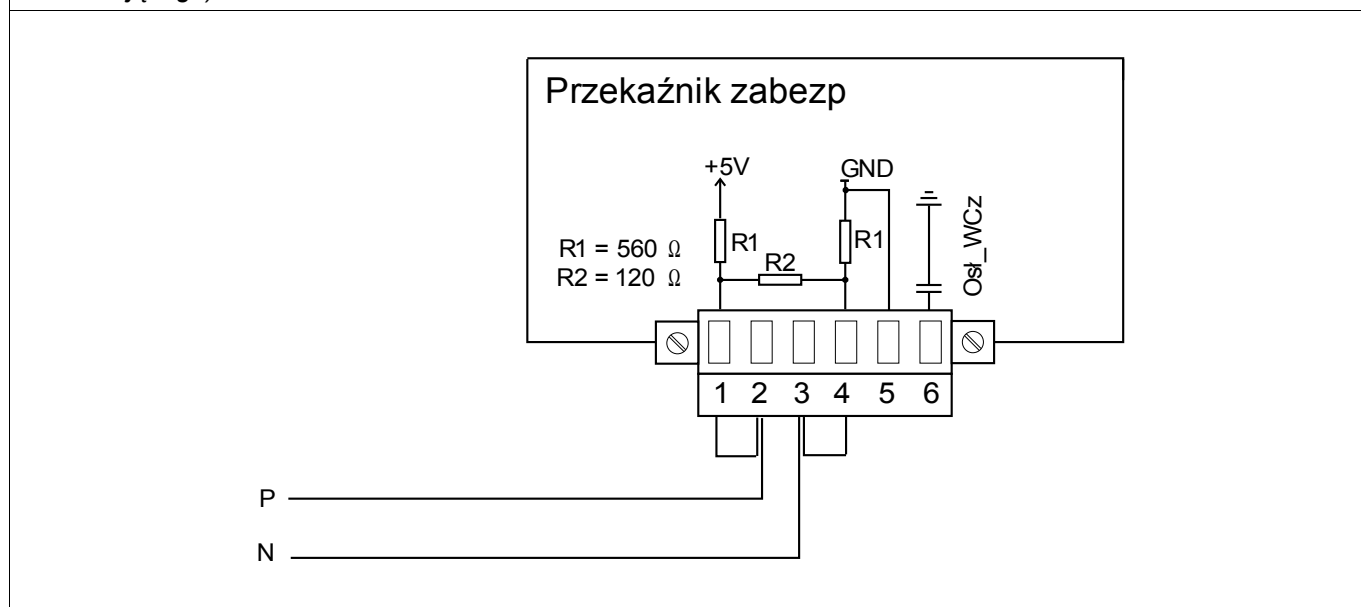 Przekaźnik zabezp
+5V
GND
R1 = 560 Ω
R2 = 120 Ω
R1
R2
R1
Osł_WCz
1 2 3 4 5 6
P
N